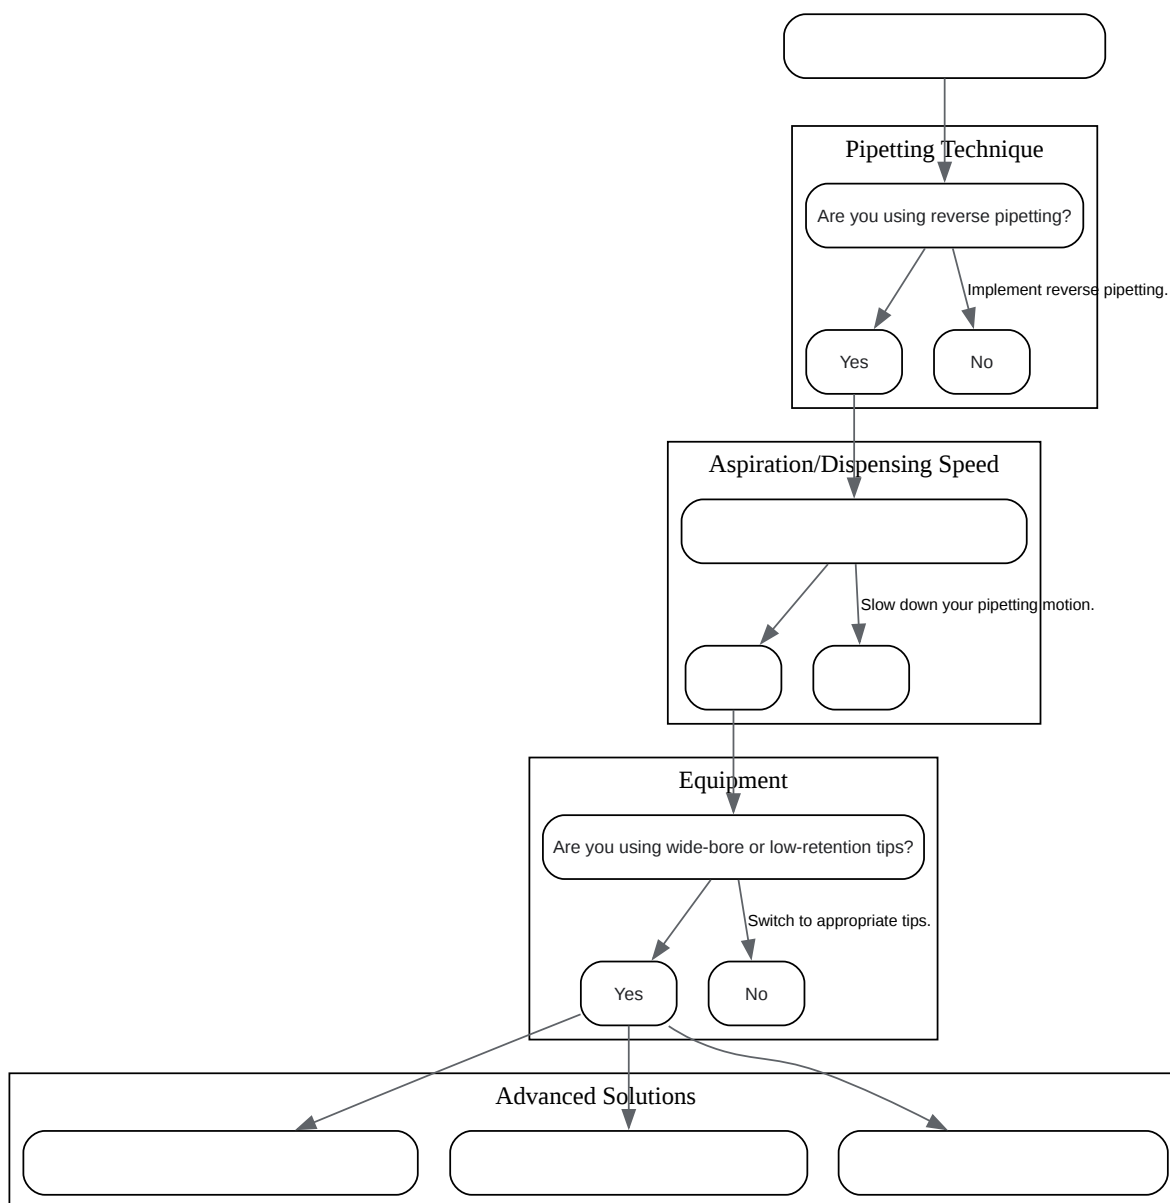 Pipetting Technique
Are you using reverse pipetting?
Implement reverse pipetting.
Yes
No
Aspiration/Dispensing Speed
Slow down your pipetting motion.
Equipment
Are you using wide-bore or low-retention tips?
Switch to appropriate tips.
Yes
No
Advanced Solutions